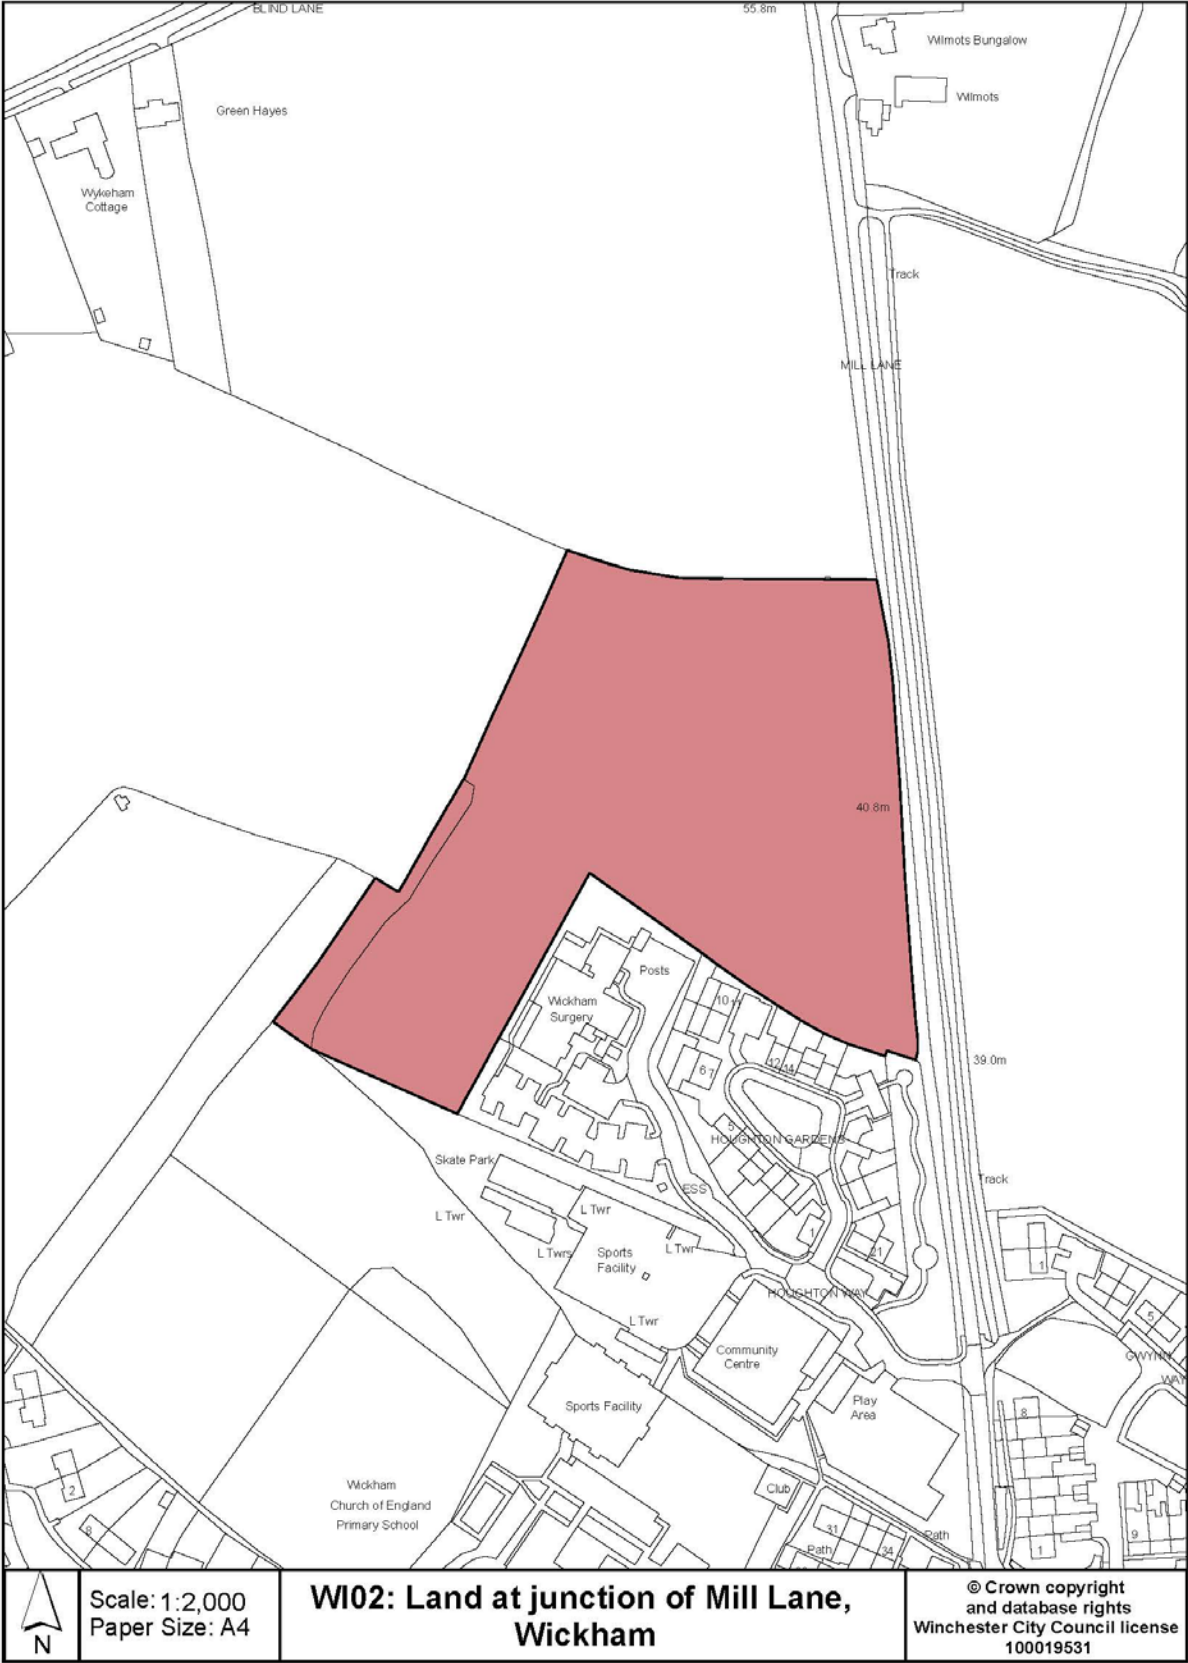 BLIND LANE
55.8m
Wilmots Bungalow
Wilmots
Green Hayes
Wykeham
Cottage
Track
MILL LANE
40.8m
Posts
Wickham
Surgery
10
11
6
7
12
14
39.0m
5
HOUGHTON GARDENS
Skate Park
Track
ESS
L Twr
L Twr
L Twrs
Sports
Facility
L Twr
1
21
1
HOUGHTON WAY
5
L Twr
Community
Centre
GWYNN
WAY
Play
Area
Sports Facility
8
2
Wickham
Church of England
Primary School
Club
8
31
Path
Path
34
1
9
N
Scale: 1:2,000
Paper Size: A4
WI02: Land at junction of Mill Lane,
Wickham
© Crown copyright
and database rights
Winchester City Council license
100019531